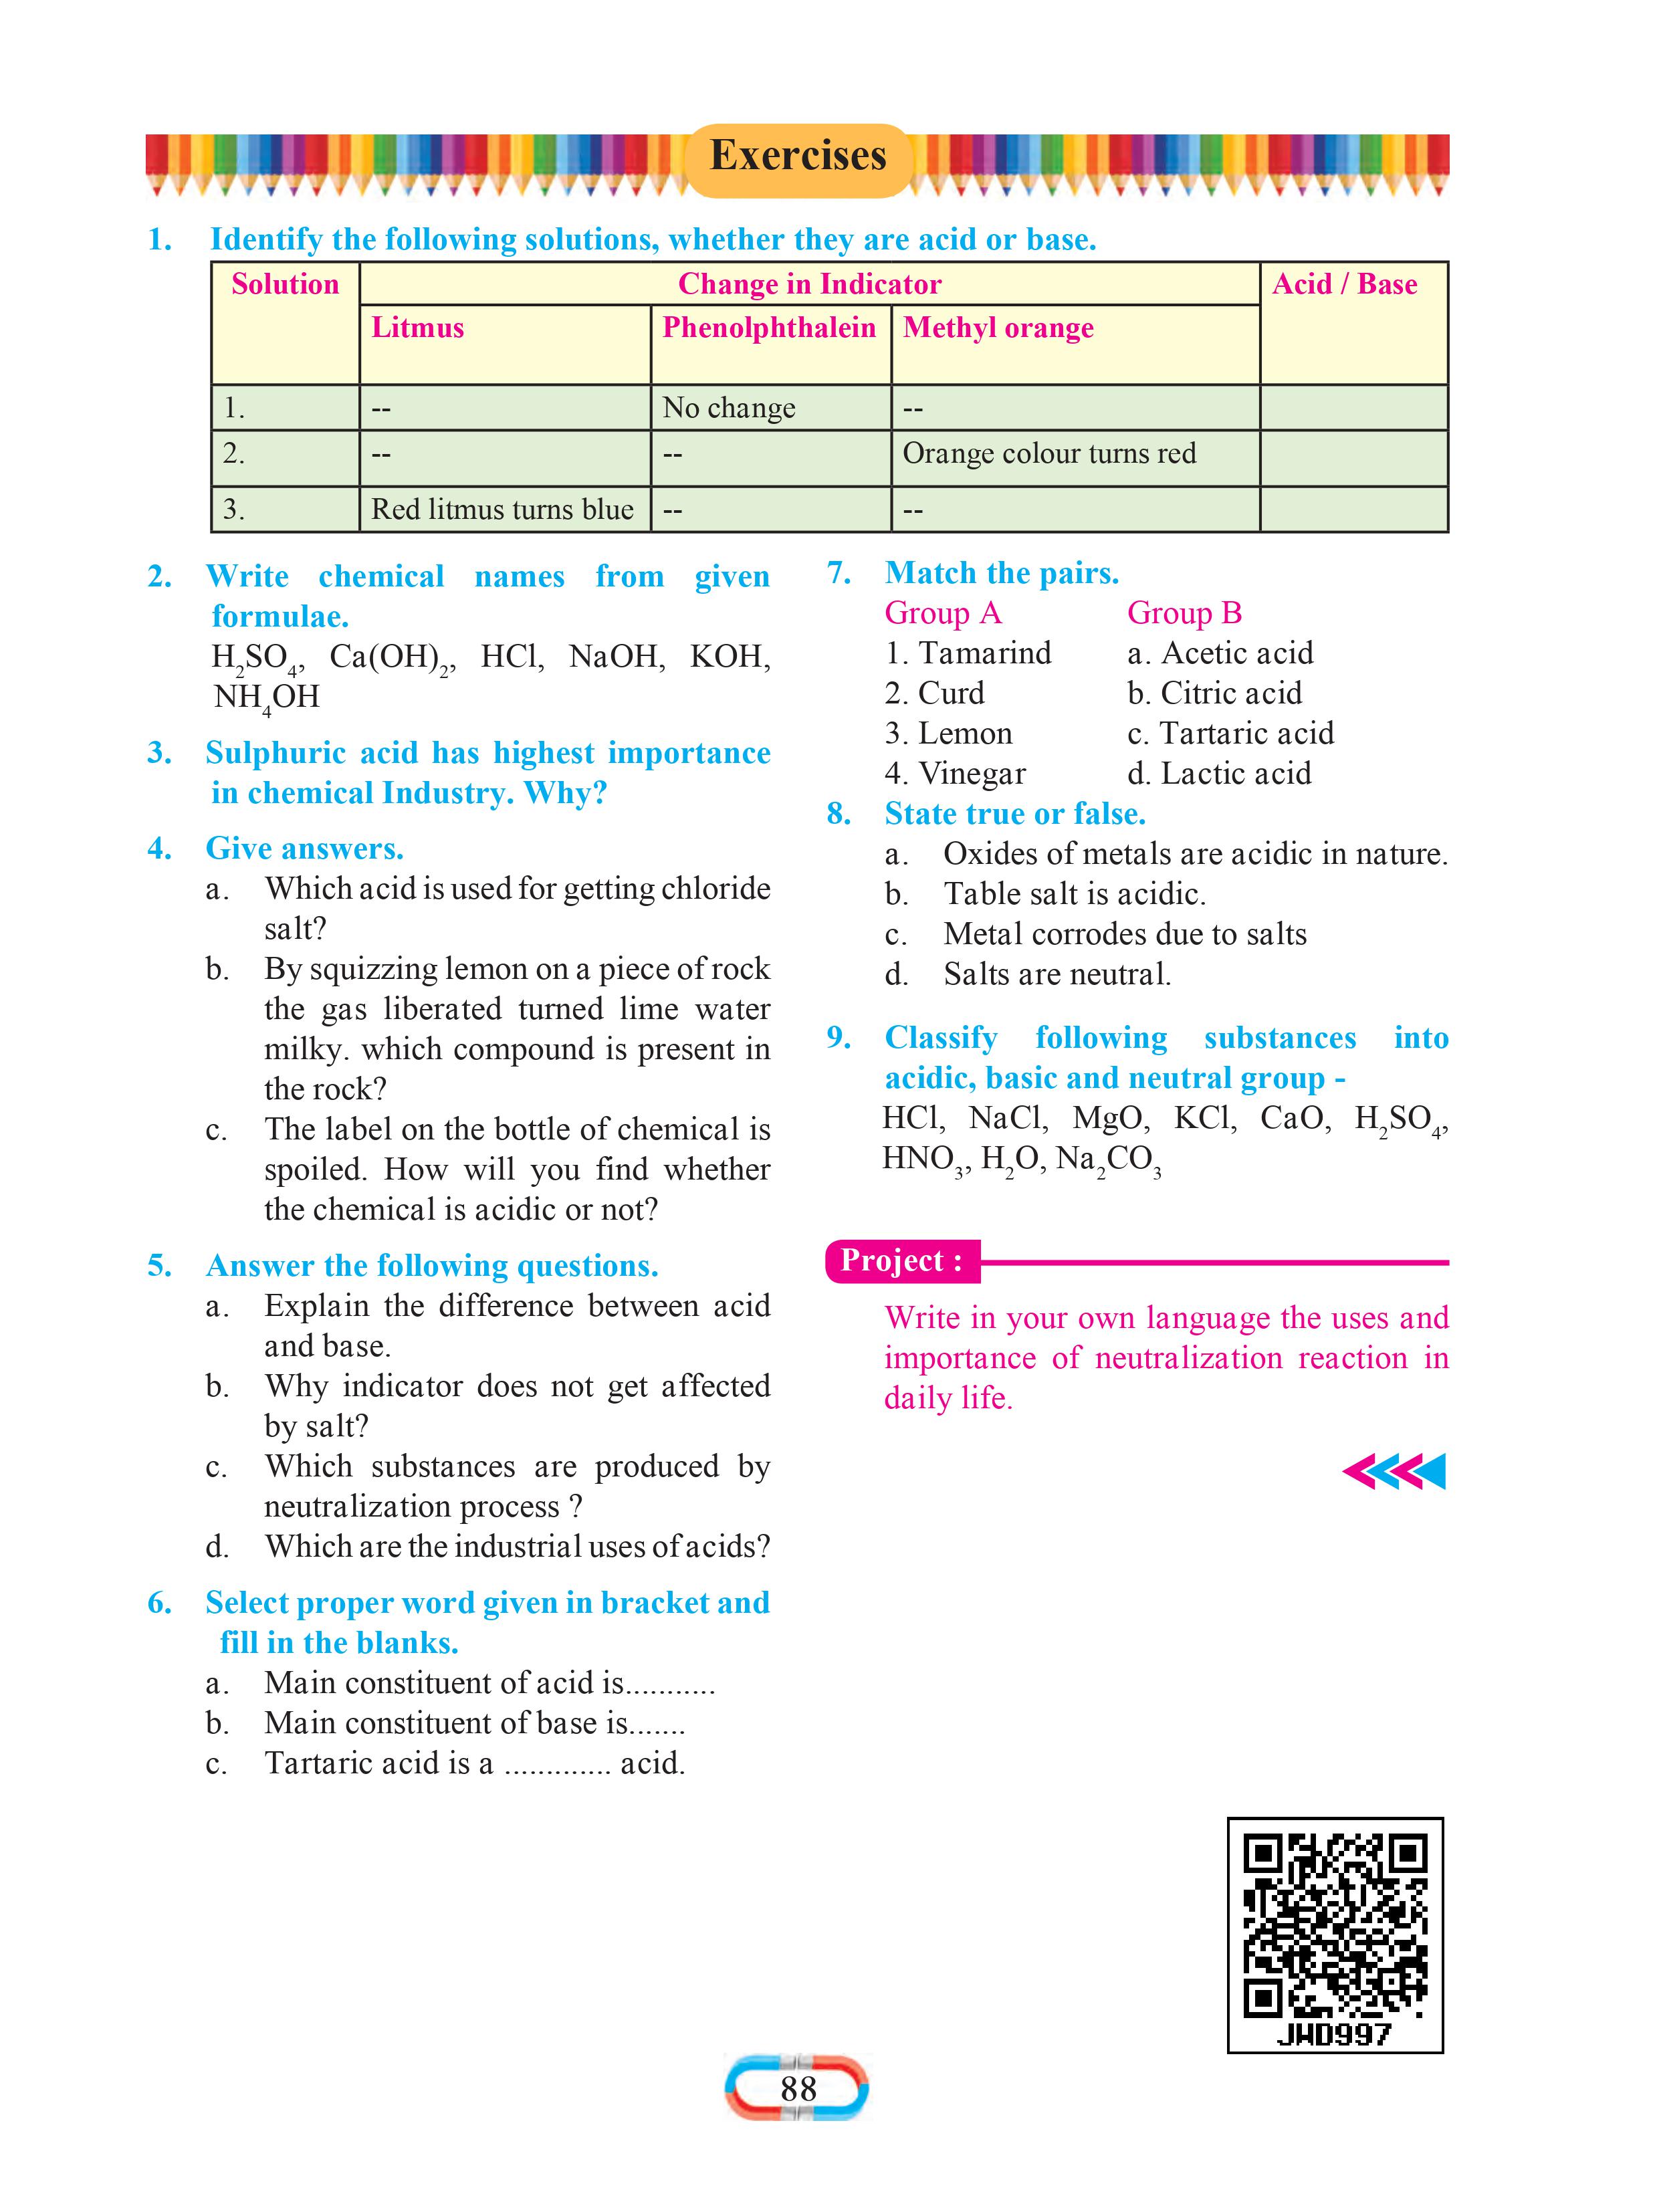 Exercises
1. Identify the following solutions, whether they are acid or base.
Solution Change in Indicator Acid / Base
Litmus Phenolphthalein Methyl orange
1. -- No change --
2. -- -- Orange colour turns red
3. Red litmus turns blue -- --
2. Write chemical names from given
formulae.
H₂SO₄, Ca(OH)₂, HCl, NaOH, KOH,
NH₄OH
3. Sulphuric acid has highest importance
in chemical Industry. Why?
4. Give answers.
a. Which acid is used for getting chloride
salt?
b. By squizzing lemon on a piece of rock
the gas liberated turned lime water
milky. which compound is present in
the rock?
c. The label on the bottle of chemical is
spoiled. How will you find whether
the chemical is acidic or not?
5. Answer the following questions.
a. Explain the difference between acid
and base.
b. Why indicator does not get affected
by salt?
c. Which substances are produced by
neutralization process ?
d. Which are the industrial uses of acids?
6. Select proper word given in bracket and
fill in the blanks.
a. Main constituent of acid is...........
b. Main constituent of base is.......
c. Tartaric acid is a ............. acid.
7. Match the pairs.
Group A Group B
1. Tamarind a. Acetic acid
2. Curd b. Citric acid
3. Lemon c. Tartaric acid
4. Vinegar d. Lactic acid
8. State true or false.
a. Oxides of metals are acidic in nature.
b. Table salt is acidic.
c. Metal corrodes due to salts
d. Salts are neutral.
9. Classify following substances into
acidic, basic and neutral group -
HCl, NaCl, MgO, KCl, CaO, H₂SO₄,
HNO₃, H₂O, Na₂CO₃
Project :
Write in your own language the uses and
importance of neutralization reaction in
daily life.
JHD997
88